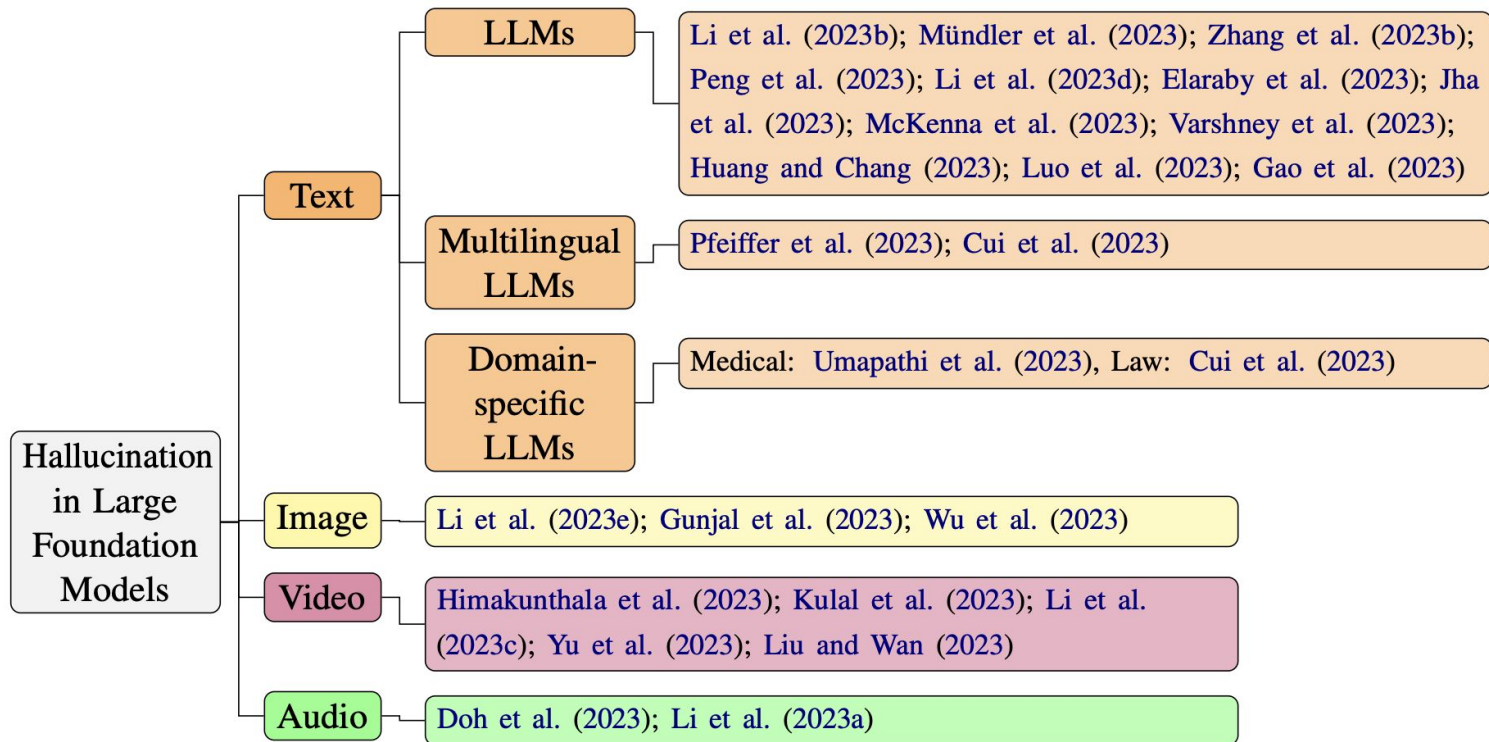 LLMs
Li et al. (2023b); Mündler et al. (2023); Zhang et al. (2023b);
Peng et al. (2023); Li et al. (2023d); Elaraby et al. (2023); Jha
et al. (2023); McKenna et al. (2023); Varshney et al. (2023);
Huang and Chang (2023); Luo et al. (2023); Gao et al. (2023)
Text
Multilingual
LLMs
Pfeiffer et al. (2023); Cui et al. (2023)
Domain-
specific
LLMs
Medical: Umapathi et al. (2023), Law: Cui et al. (2023)
Hallucination
in Large
Foundation
Models
Image
Li et al. (2023e); Gunjal et al. (2023); Wu et al. (2023)
Video
Himakunthala et al. (2023); Kulal et al. (2023); Li et al.
(2023c); Yu et al. (2023); Liu and Wan (2023)
Audio
Doh et al. (2023); Li et al. (2023a)